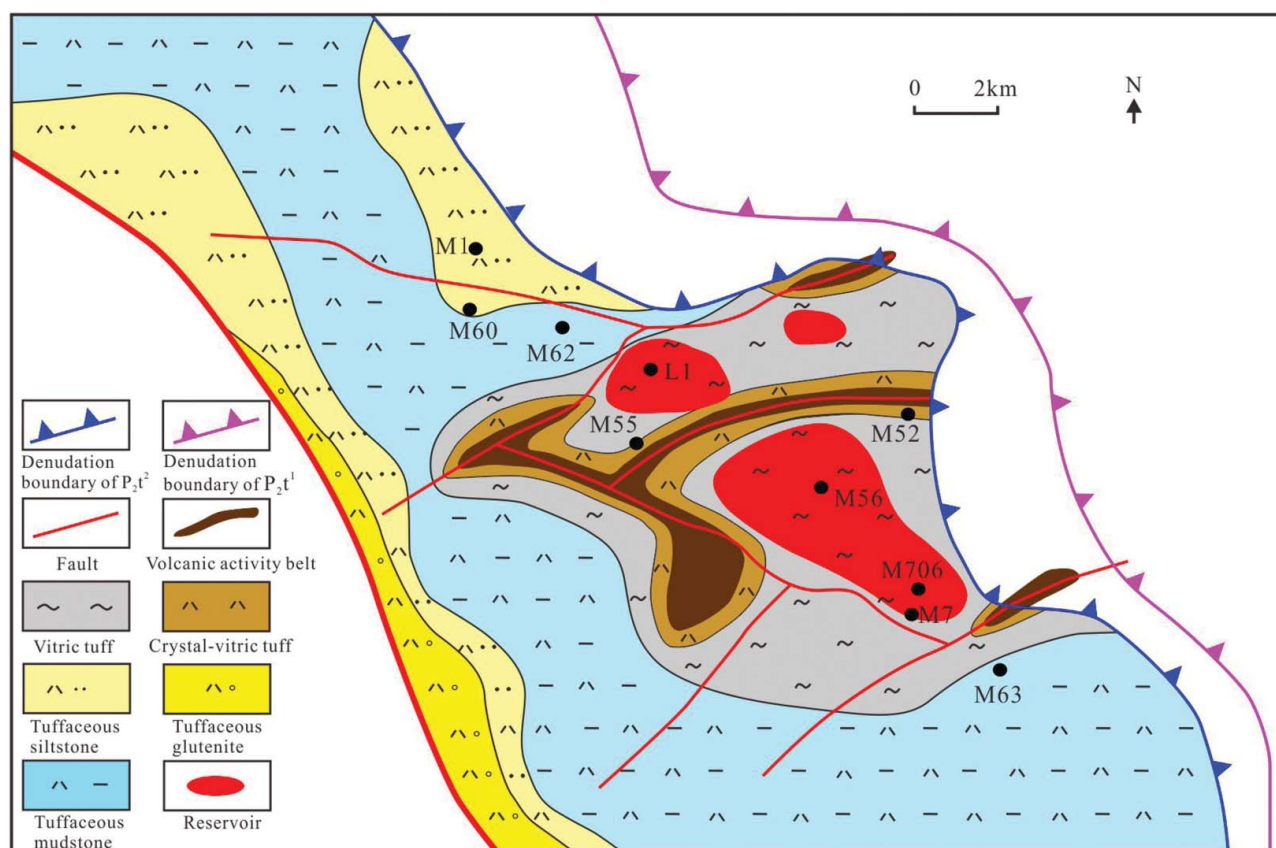 0 2km
N
M1
M60
M62
L1
M55
M52
M56
M706
M7
M63
Denudation
boundary of P₂t²
Denudation
boundary of P₂t¹
Fault
Volcanic activity belt
Vitric tuff
Crystal-vitric tuff
Tuffaceous
siltstone
Tuffaceous
glutenite
Tuffaceous
mudstone
Reservoir